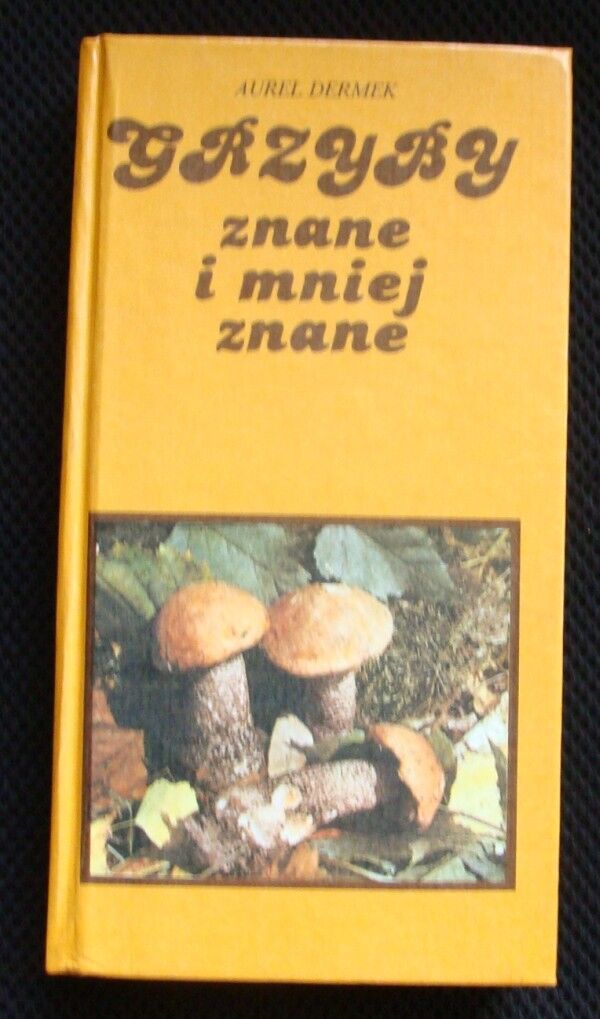 AUREL DERMEK
GRZYBY
znane
i mniej
znane